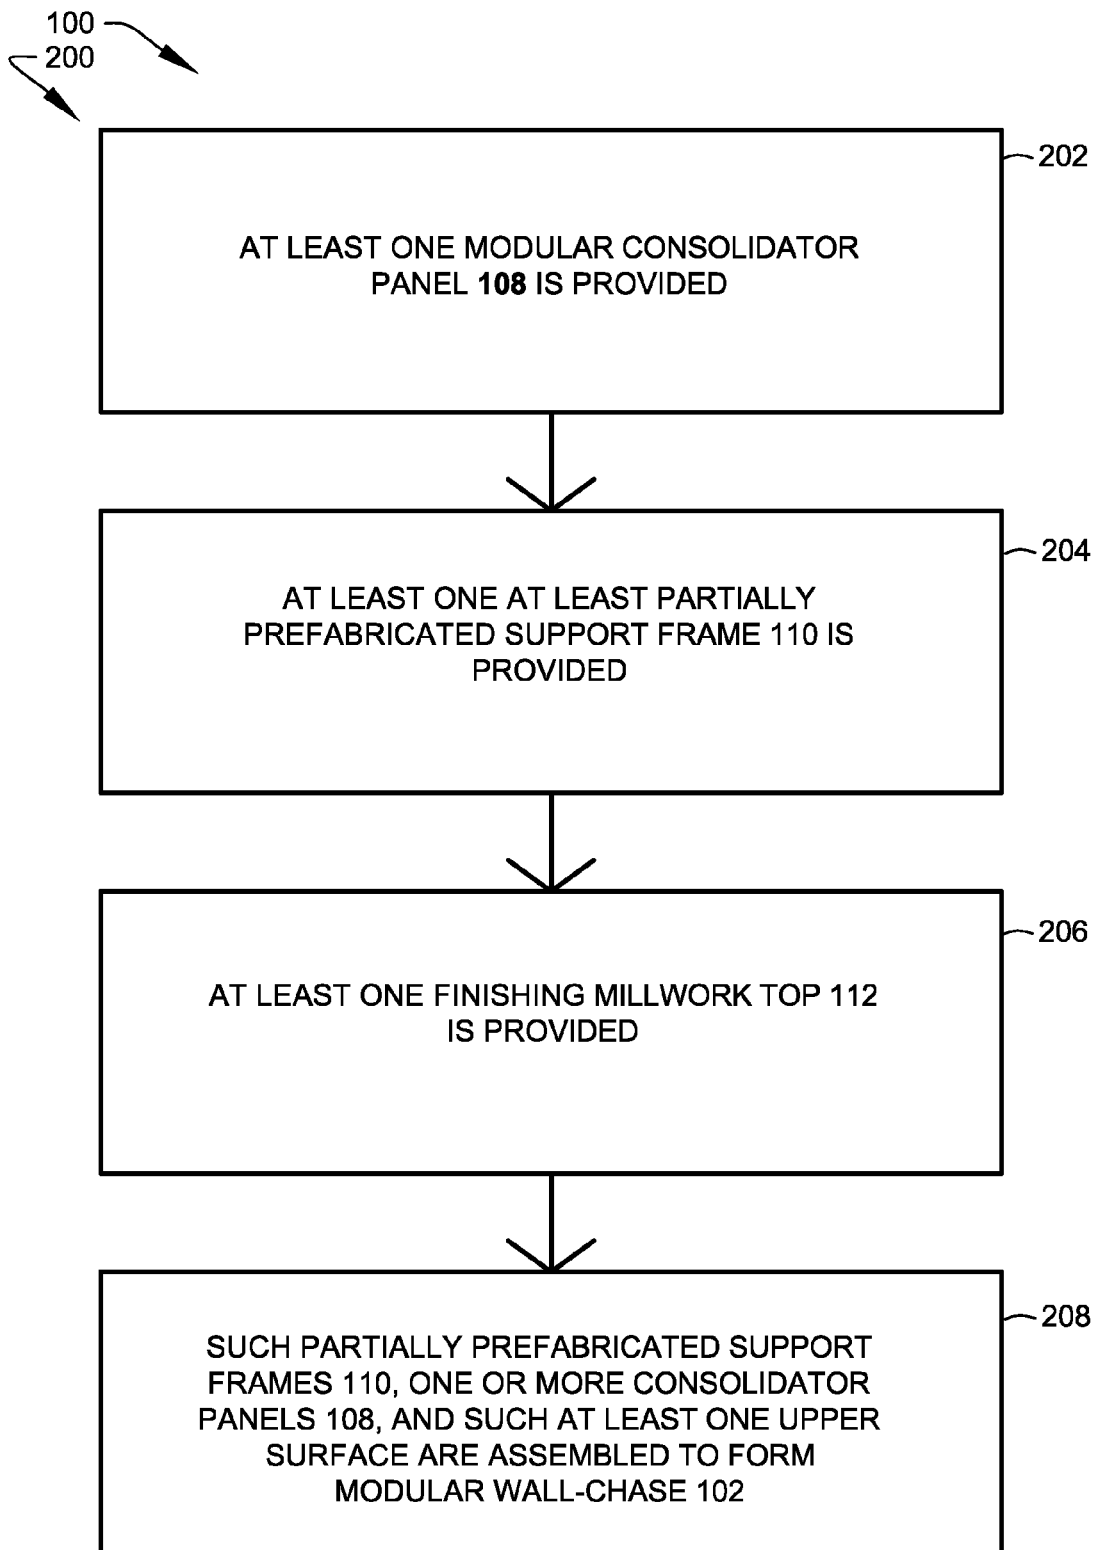 100
200
202
AT LEAST ONE MODULAR CONSOLIDATOR
PANEL 108 IS PROVIDED
204
AT LEAST ONE AT LEAST PARTIALLY
PREFABRICATED SUPPORT FRAME 110 IS
PROVIDED
206
AT LEAST ONE FINISHING MILLWORK TOP 112
IS PROVIDED
208
SUCH PARTIALLY PREFABRICATED SUPPORT
FRAMES 110, ONE OR MORE CONSOLIDATOR
PANELS 108, AND SUCH AT LEAST ONE UPPER
SURFACE ARE ASSEMBLED TO FORM
MODULAR WALL-CHASE 102